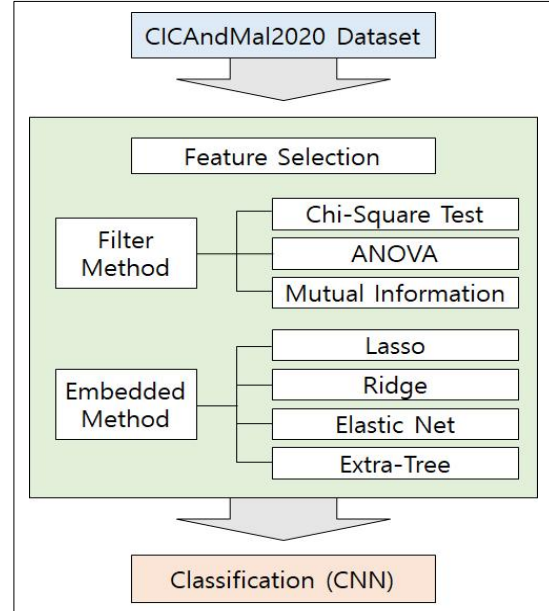 CICAndMal2020 Dataset
Feature Selection
Filter
Method
Chi-Square Test
ANOVA
Mutual Information
Embedded
Method
Lasso
Ridge
Elastic Net
Extra-Tree
Classification (CNN)